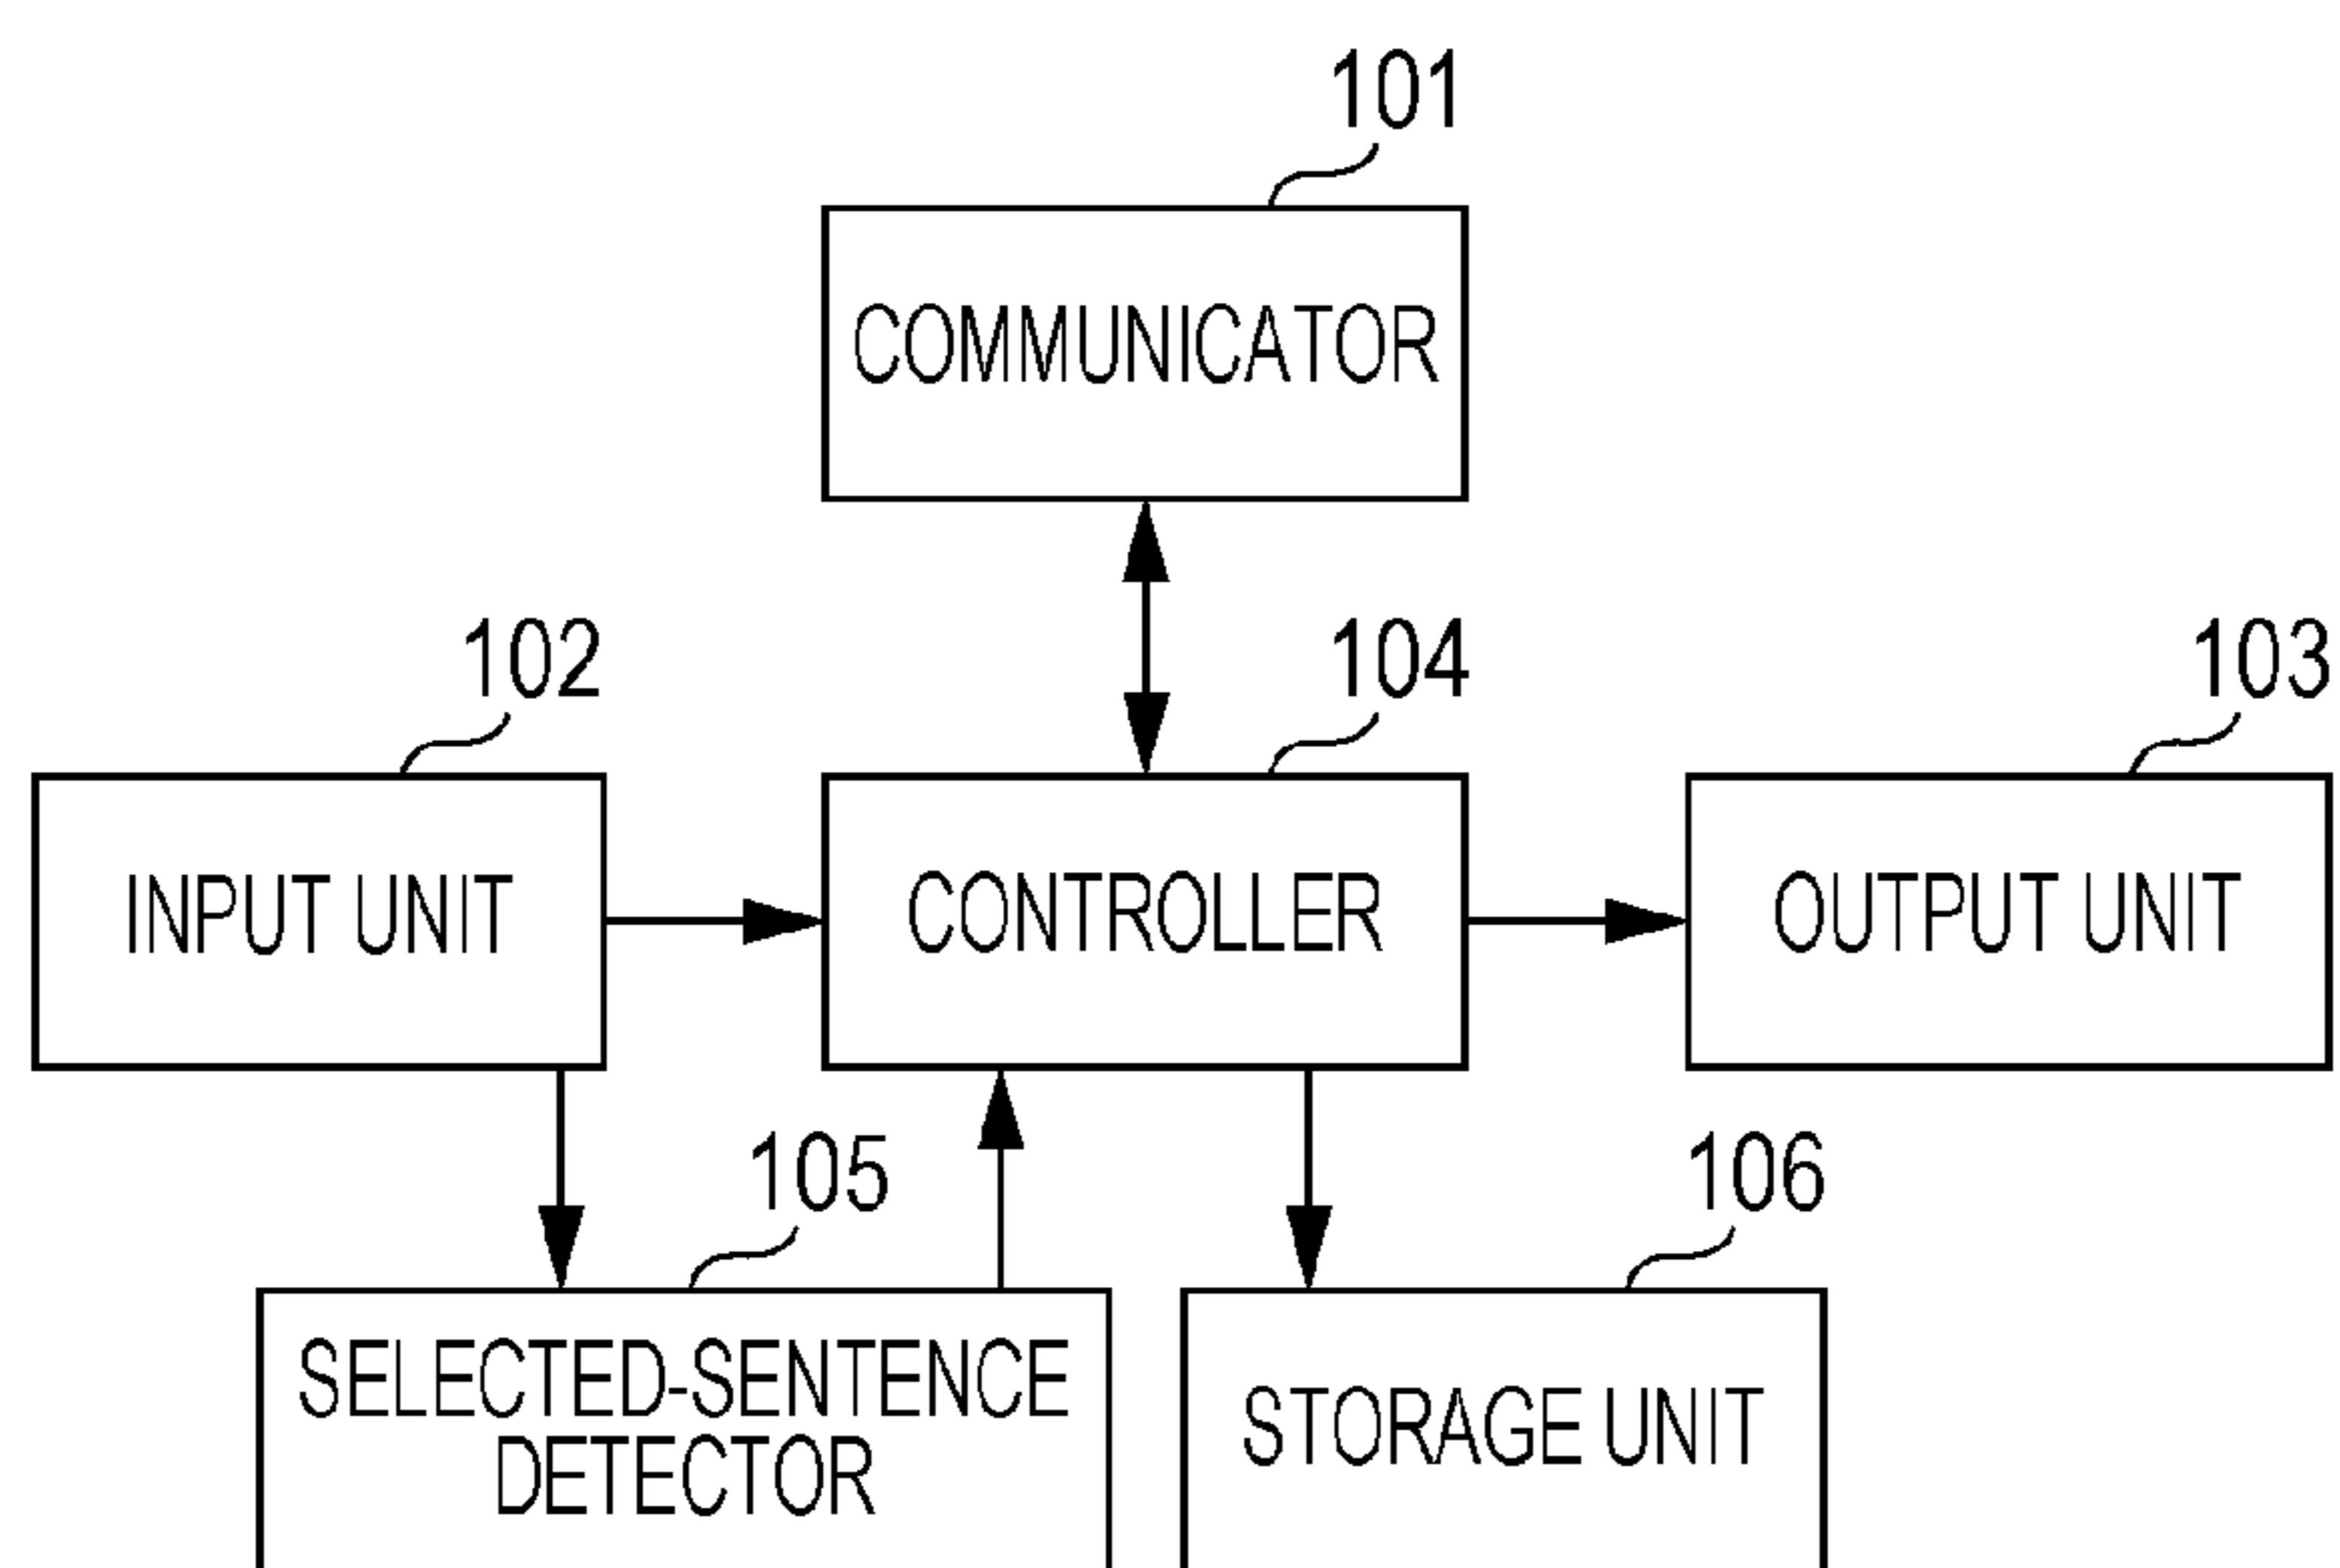 101
COMMUNICATOR
102
104
103
INPUT UNIT
CONTROLLER
OUTPUT UNIT
105
106
SELECTED-SENTENCE
DETECTOR
STORAGE UNIT